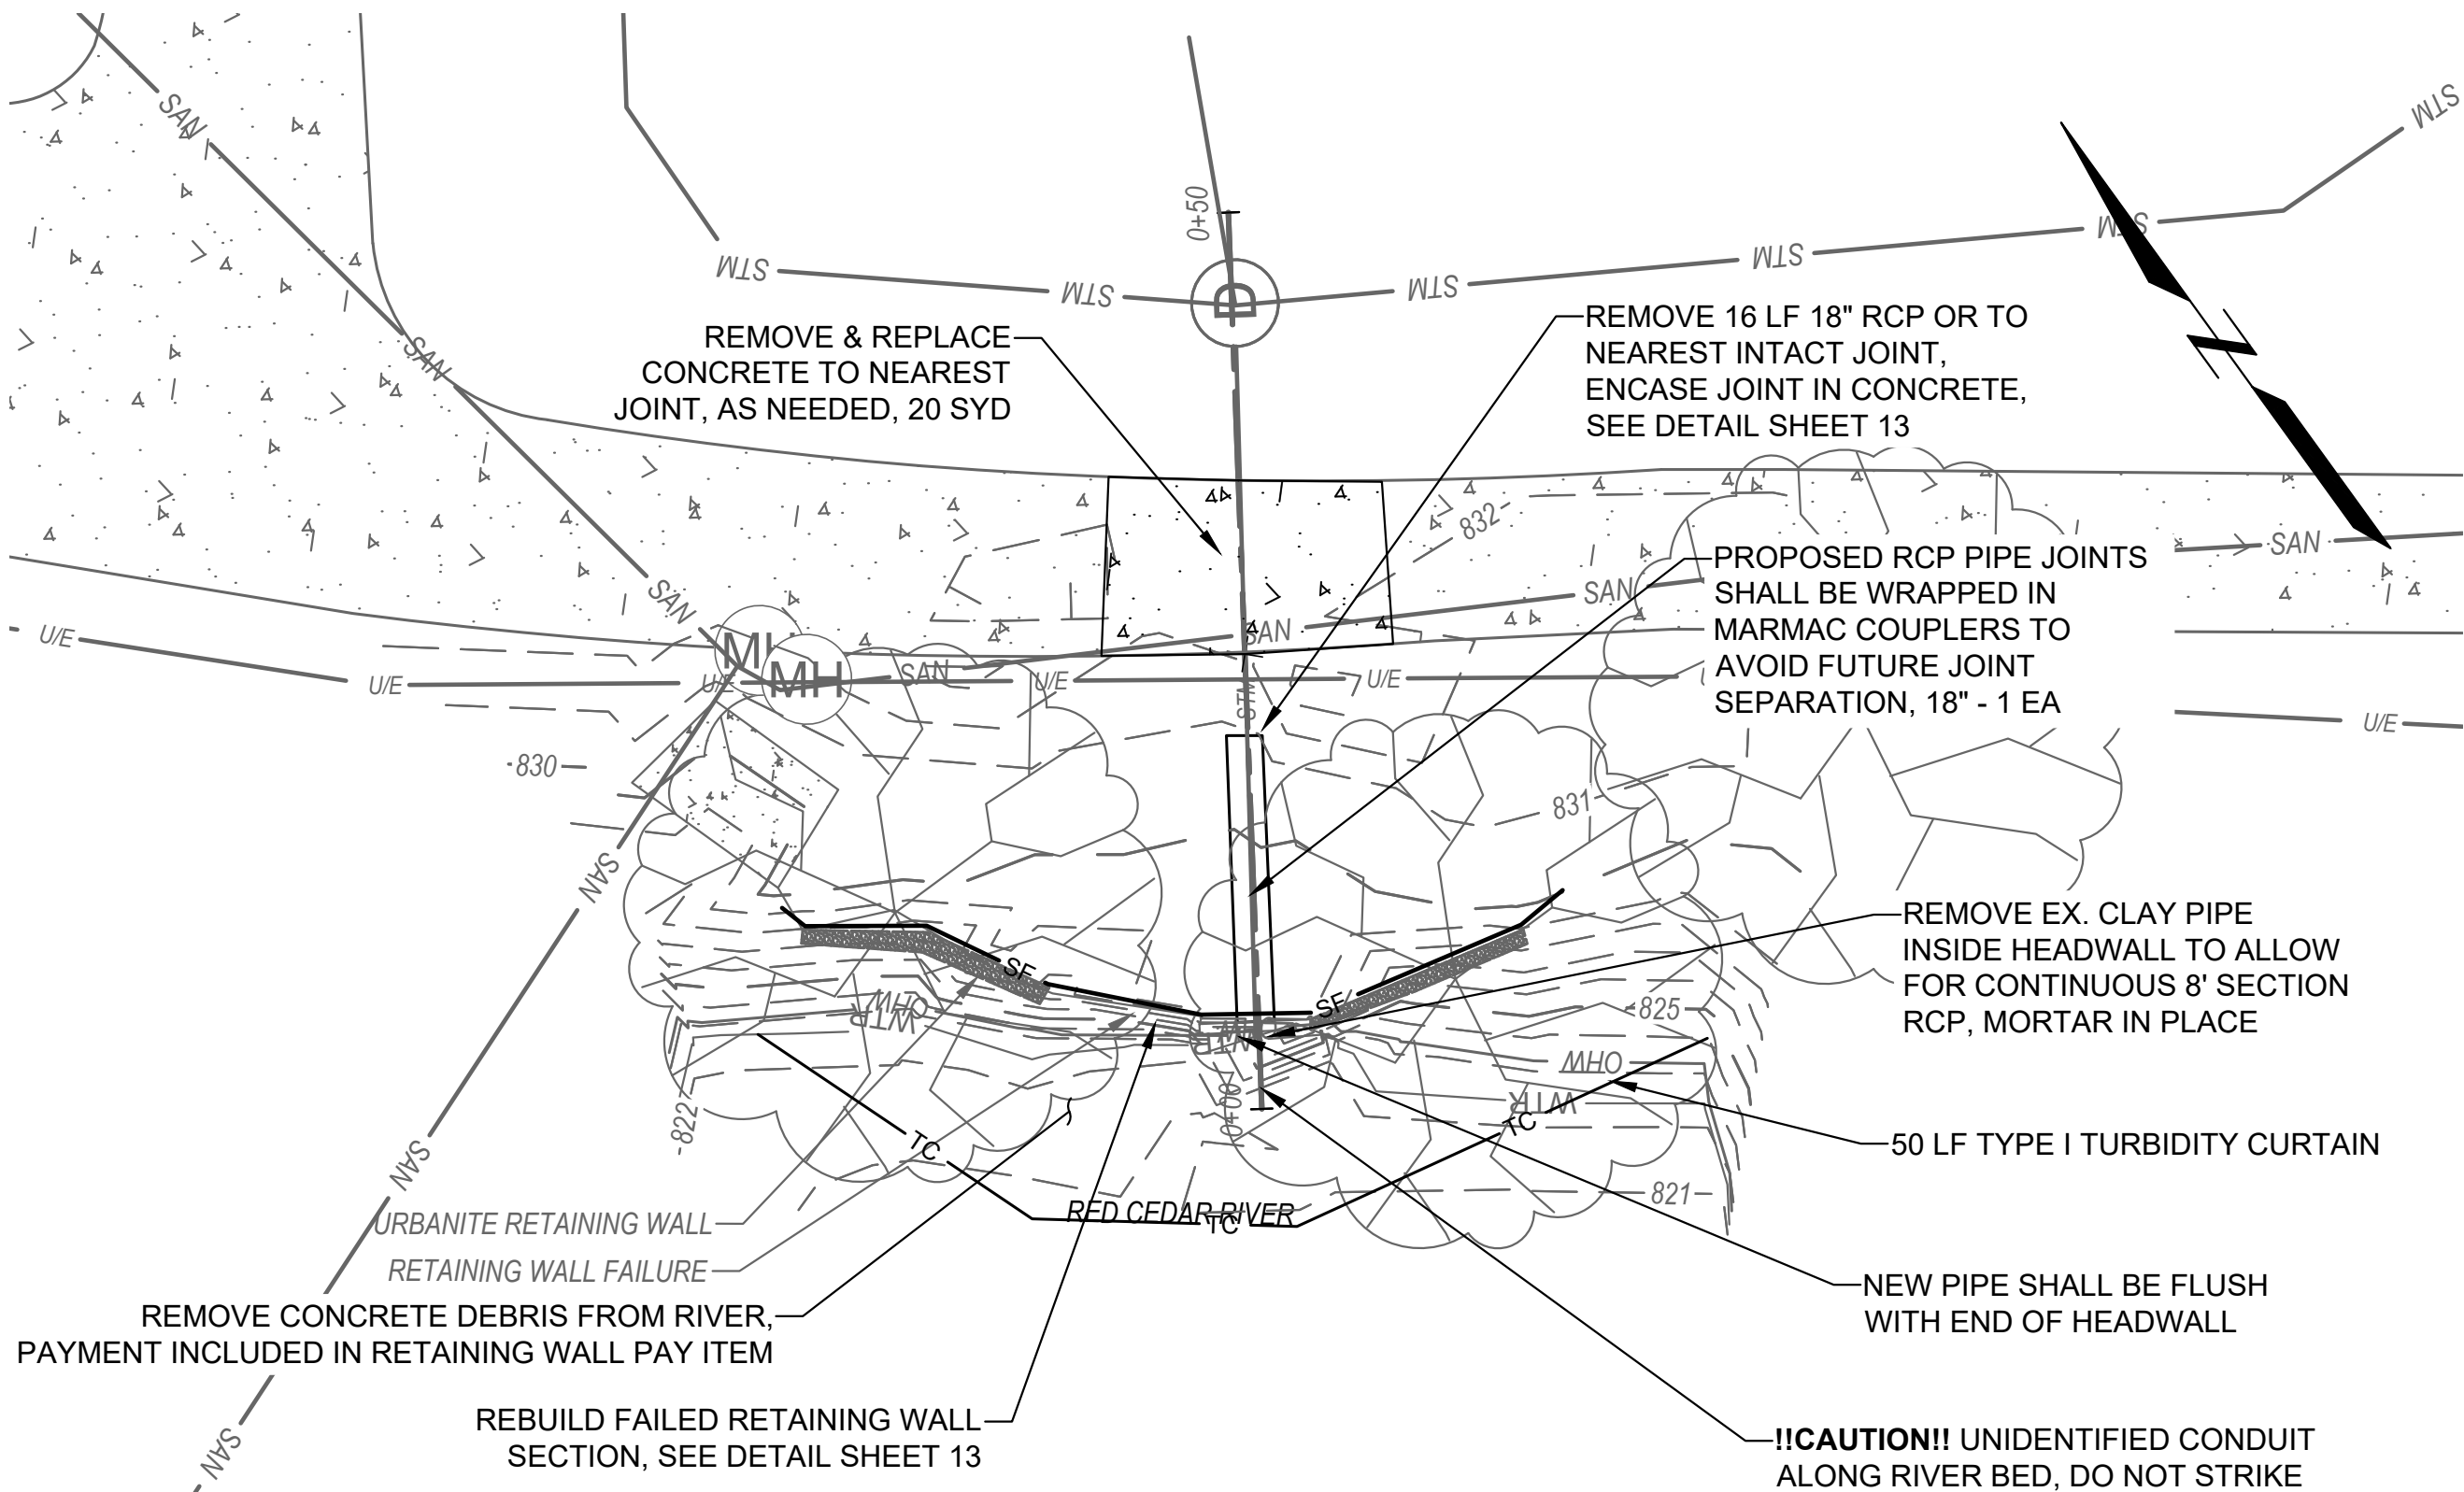 SAN
STM
0+50
STM
STM
STM
STM
STM
D
REMOVE & REPLACE
CONCRETE TO NEAREST
JOINT, AS NEEDED, 20 SYD
REMOVE 16 LF 18" RCP OR TO
NEAREST INTACT JOINT,
ENCASE JOINT IN CONCRETE,
SEE DETAIL SHEET 13
SAN
832
PROPOSED RCP PIPE JOINTS
SHALL BE WRAPPED IN
MARMAC COUPLERS TO
AVOID FUTURE JOINT
SEPARATION, 18" - 1 EA
SAN
SAN
SAN
SAN
U/E
MH
MH
SAN
U/E
U/E
U/E
U/E
U/E
STM
830
831
SAN
REMOVE EX. CLAY PIPE
INSIDE HEADWALL TO ALLOW
FOR CONTINUOUS 8' SECTION
RCP, MORTAR IN PLACE
SF
SF
OHW
WTR
WTR
825
OHW
WTR
822
0+00
TC
TC
50 LF TYPE I TURBIDITY CURTAIN
SAN
821
RED CEDAR RIVER
TC
URBANITE RETAINING WALL
RETAINING WALL FAILURE
REMOVE CONCRETE DEBRIS FROM RIVER,
PAYMENT INCLUDED IN RETAINING WALL PAY ITEM
NEW PIPE SHALL BE FLUSH
WITH END OF HEADWALL
REBUILD FAILED RETAINING WALL
SECTION, SEE DETAIL SHEET 13
SAN
!!CAUTION!! UNIDENTIFIED CONDUIT
ALONG RIVER BED, DO NOT STRIKE